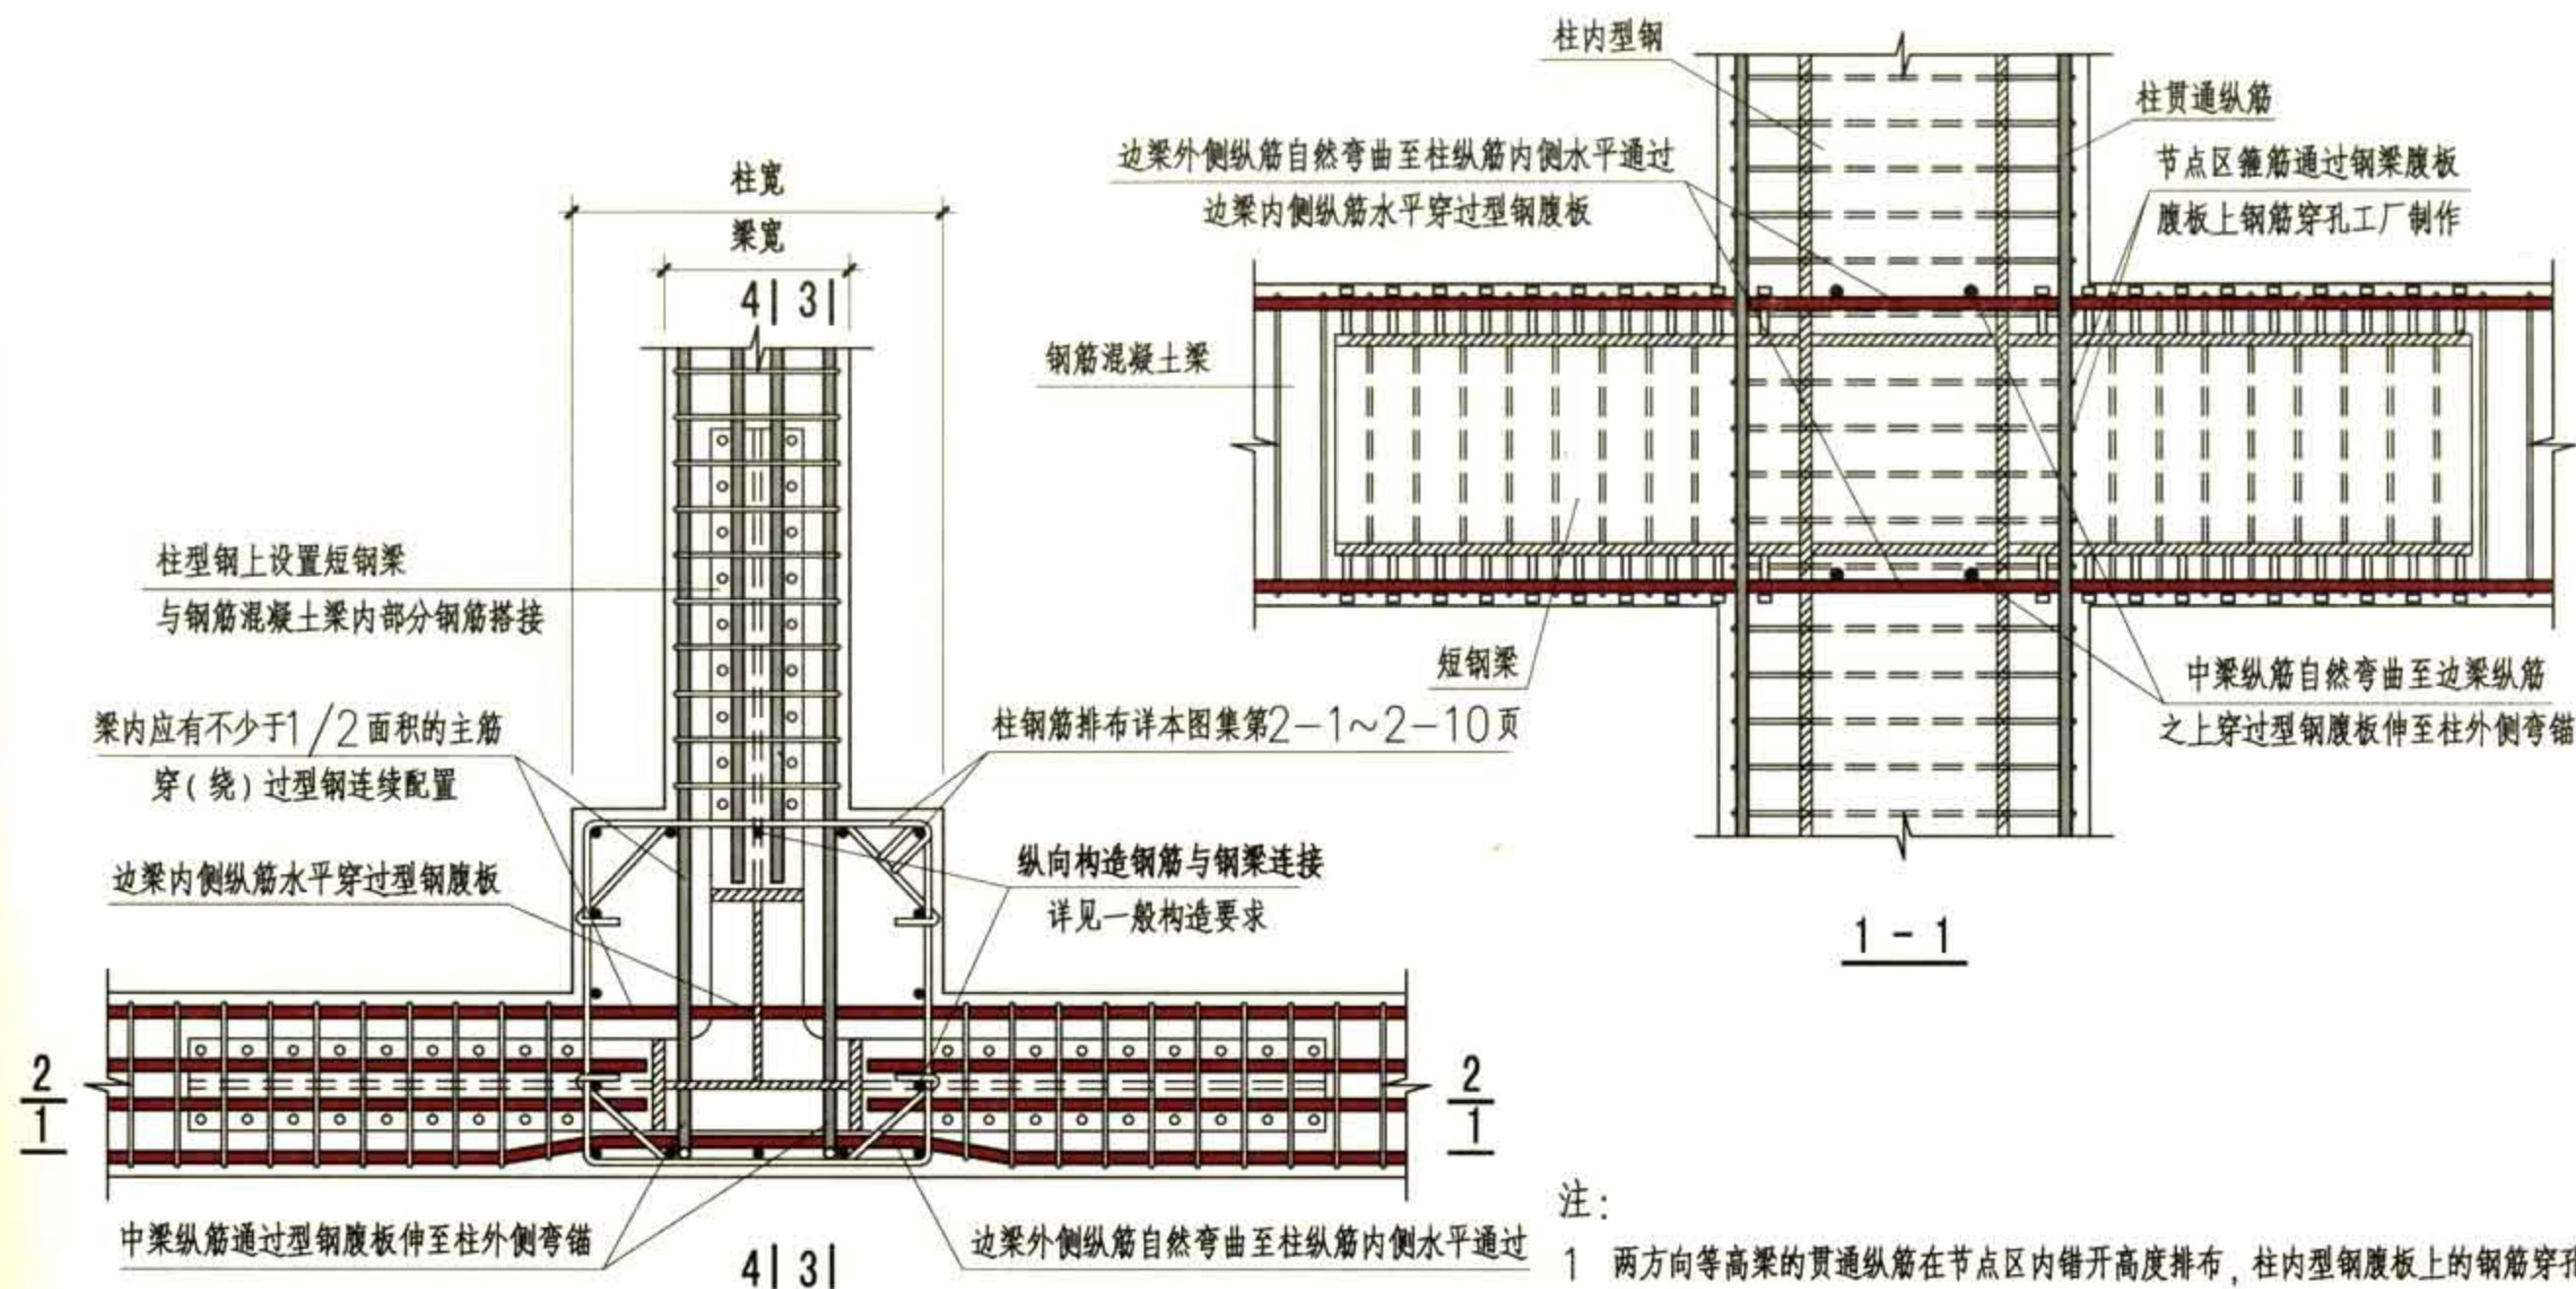 柱内型钢
柱贯通纵筋
边梁外侧纵筋自然弯曲至柱纵筋内侧水平通过
边梁内侧纵筋水平穿过型钢腹板
节点区箍筋通过钢梁腹板
腹板上钢筋穿孔工厂制作
柱宽
梁宽
4 3
钢筋混凝土梁
柱型钢上设置短钢梁
与钢筋混凝土梁内部分钢筋搭接
短钢梁
中梁纵筋自然弯曲至边梁纵筋
之上穿过型钢腹板伸至柱外侧弯锚
梁内应有不少于1/2面积的主筋
穿(绕)过型钢连续配置
柱钢筋排布详本图集第2-1~2-10页
边梁内侧纵筋水平穿过型钢腹板
纵向构造钢筋与钢梁连接
详见一般构造要求
1-1
2
1
2
1
中梁纵筋通过型钢腹板伸至柱外侧弯锚
边梁外侧纵筋自然弯曲至柱纵筋内侧水平通过
4 3
注:
1 两方向等高梁的贯通纵筋在节点区内错开高度排布,柱内型钢腹板上的钢筋穿孔